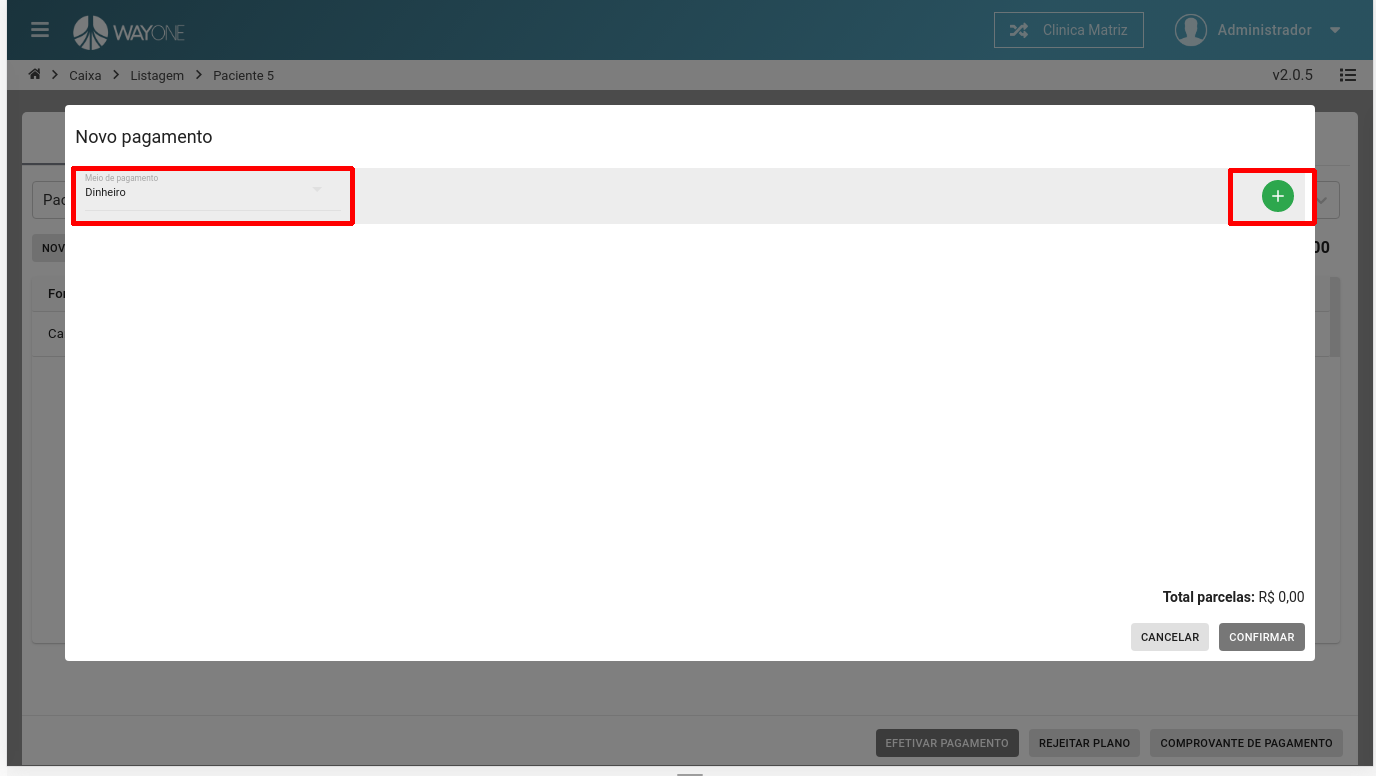 WAYONE
Clinica Matriz
Administrador
Caixa
Listagem
Paciente 5
v2.0.5
Novo pagamento
Meio de pagamento
Dinheiro
+
Pac
NOV
00
For
Ca
Total parcelas: R$ 0,00
CANCELAR
CONFIRMAR
EFETIVAR PAGAMENTO
REJEITAR PLANO
COMPROVANTE DE PAGAMENTO